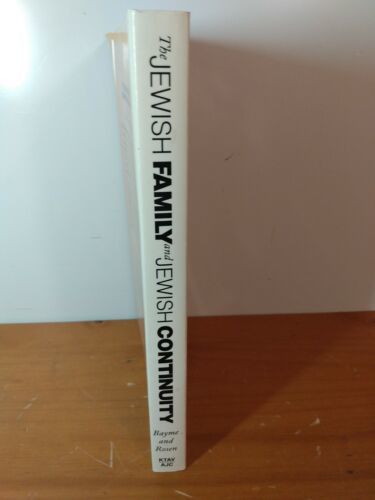 The JEWISH FAMILY and JEWISH CONTINUITY
Bayme
and
Rosen
KTAV
AJC